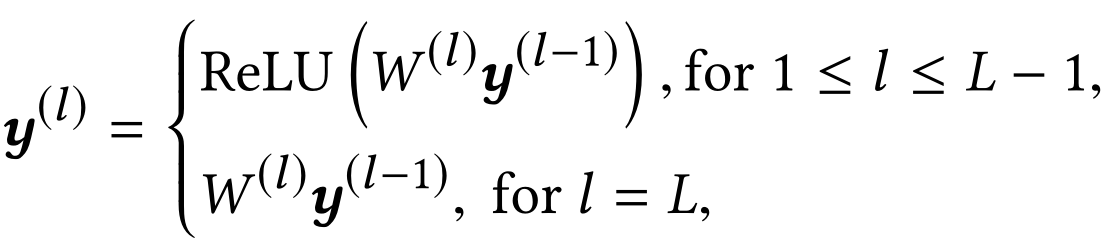 y^{(l)} = { ReLU ( W^{(l)} y^{(l−1)} ) , for 1 ≤ l ≤ L − 1,
W^{(l)} y^{(l−1)}, for l = L,